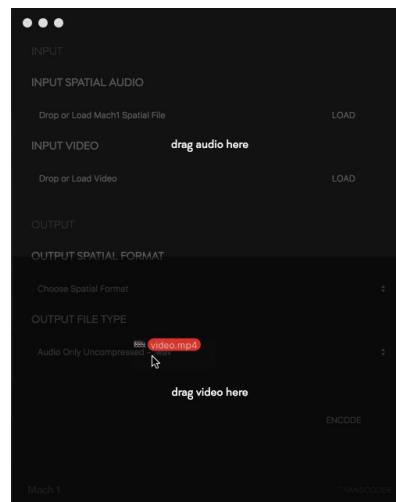 INPUT
INPUT SPATIAL AUDIO
Drop or Load Mach1 Spatial File LOAD
INPUT VIDEO
drag audio here
Drop or Load Video LOAD
OUTPUT
OUTPUT SPATIAL FORMAT
Choose Spatial Format
OUTPUT FILE TYPE
video.mp4
Audio Only Uncompressed - .wav
drag video here
ENCODE
Mach1 TRANSCODER